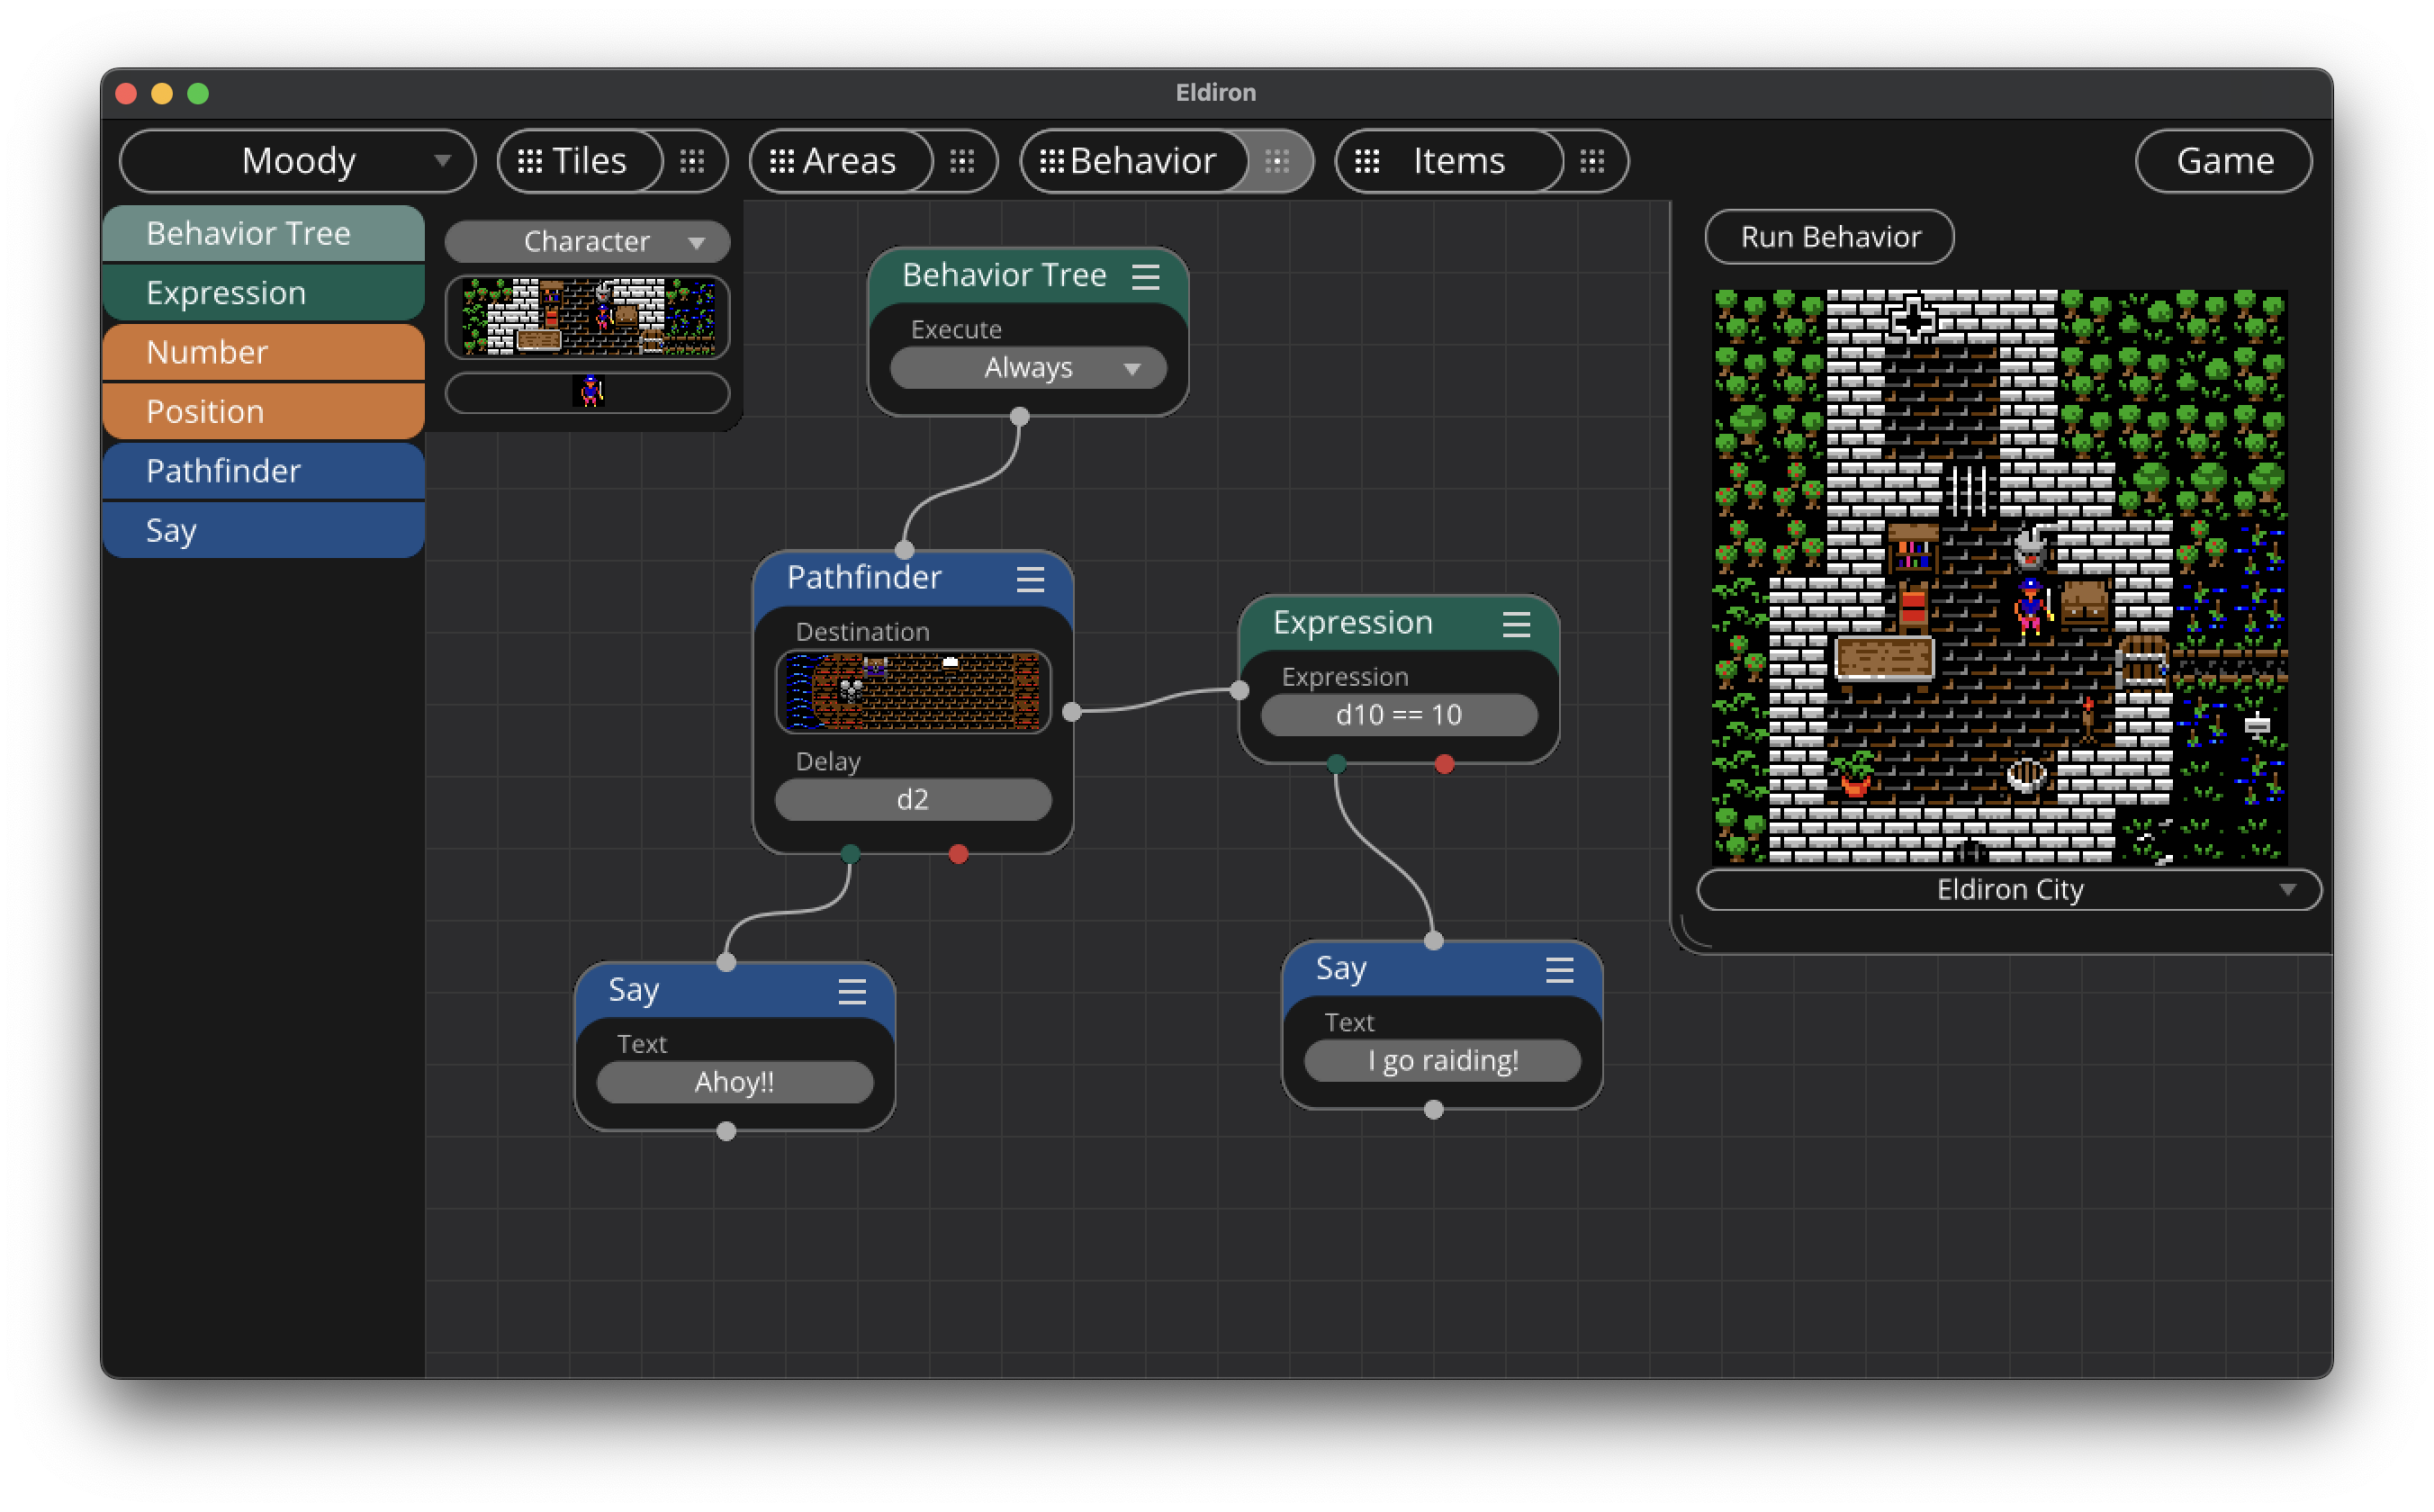 Eldiron
Moody
Tiles
Areas
Behavior
Items
Game
Behavior Tree
Expression
Number
Position
Pathfinder
Say
Character
Behavior Tree
Execute
Always
Pathfinder
Destination
Delay
d2
Expression
Expression
d10 == 10
Say
Text
Ahoy!!
Say
Text
I go raiding!
Run Behavior
Eldiron City